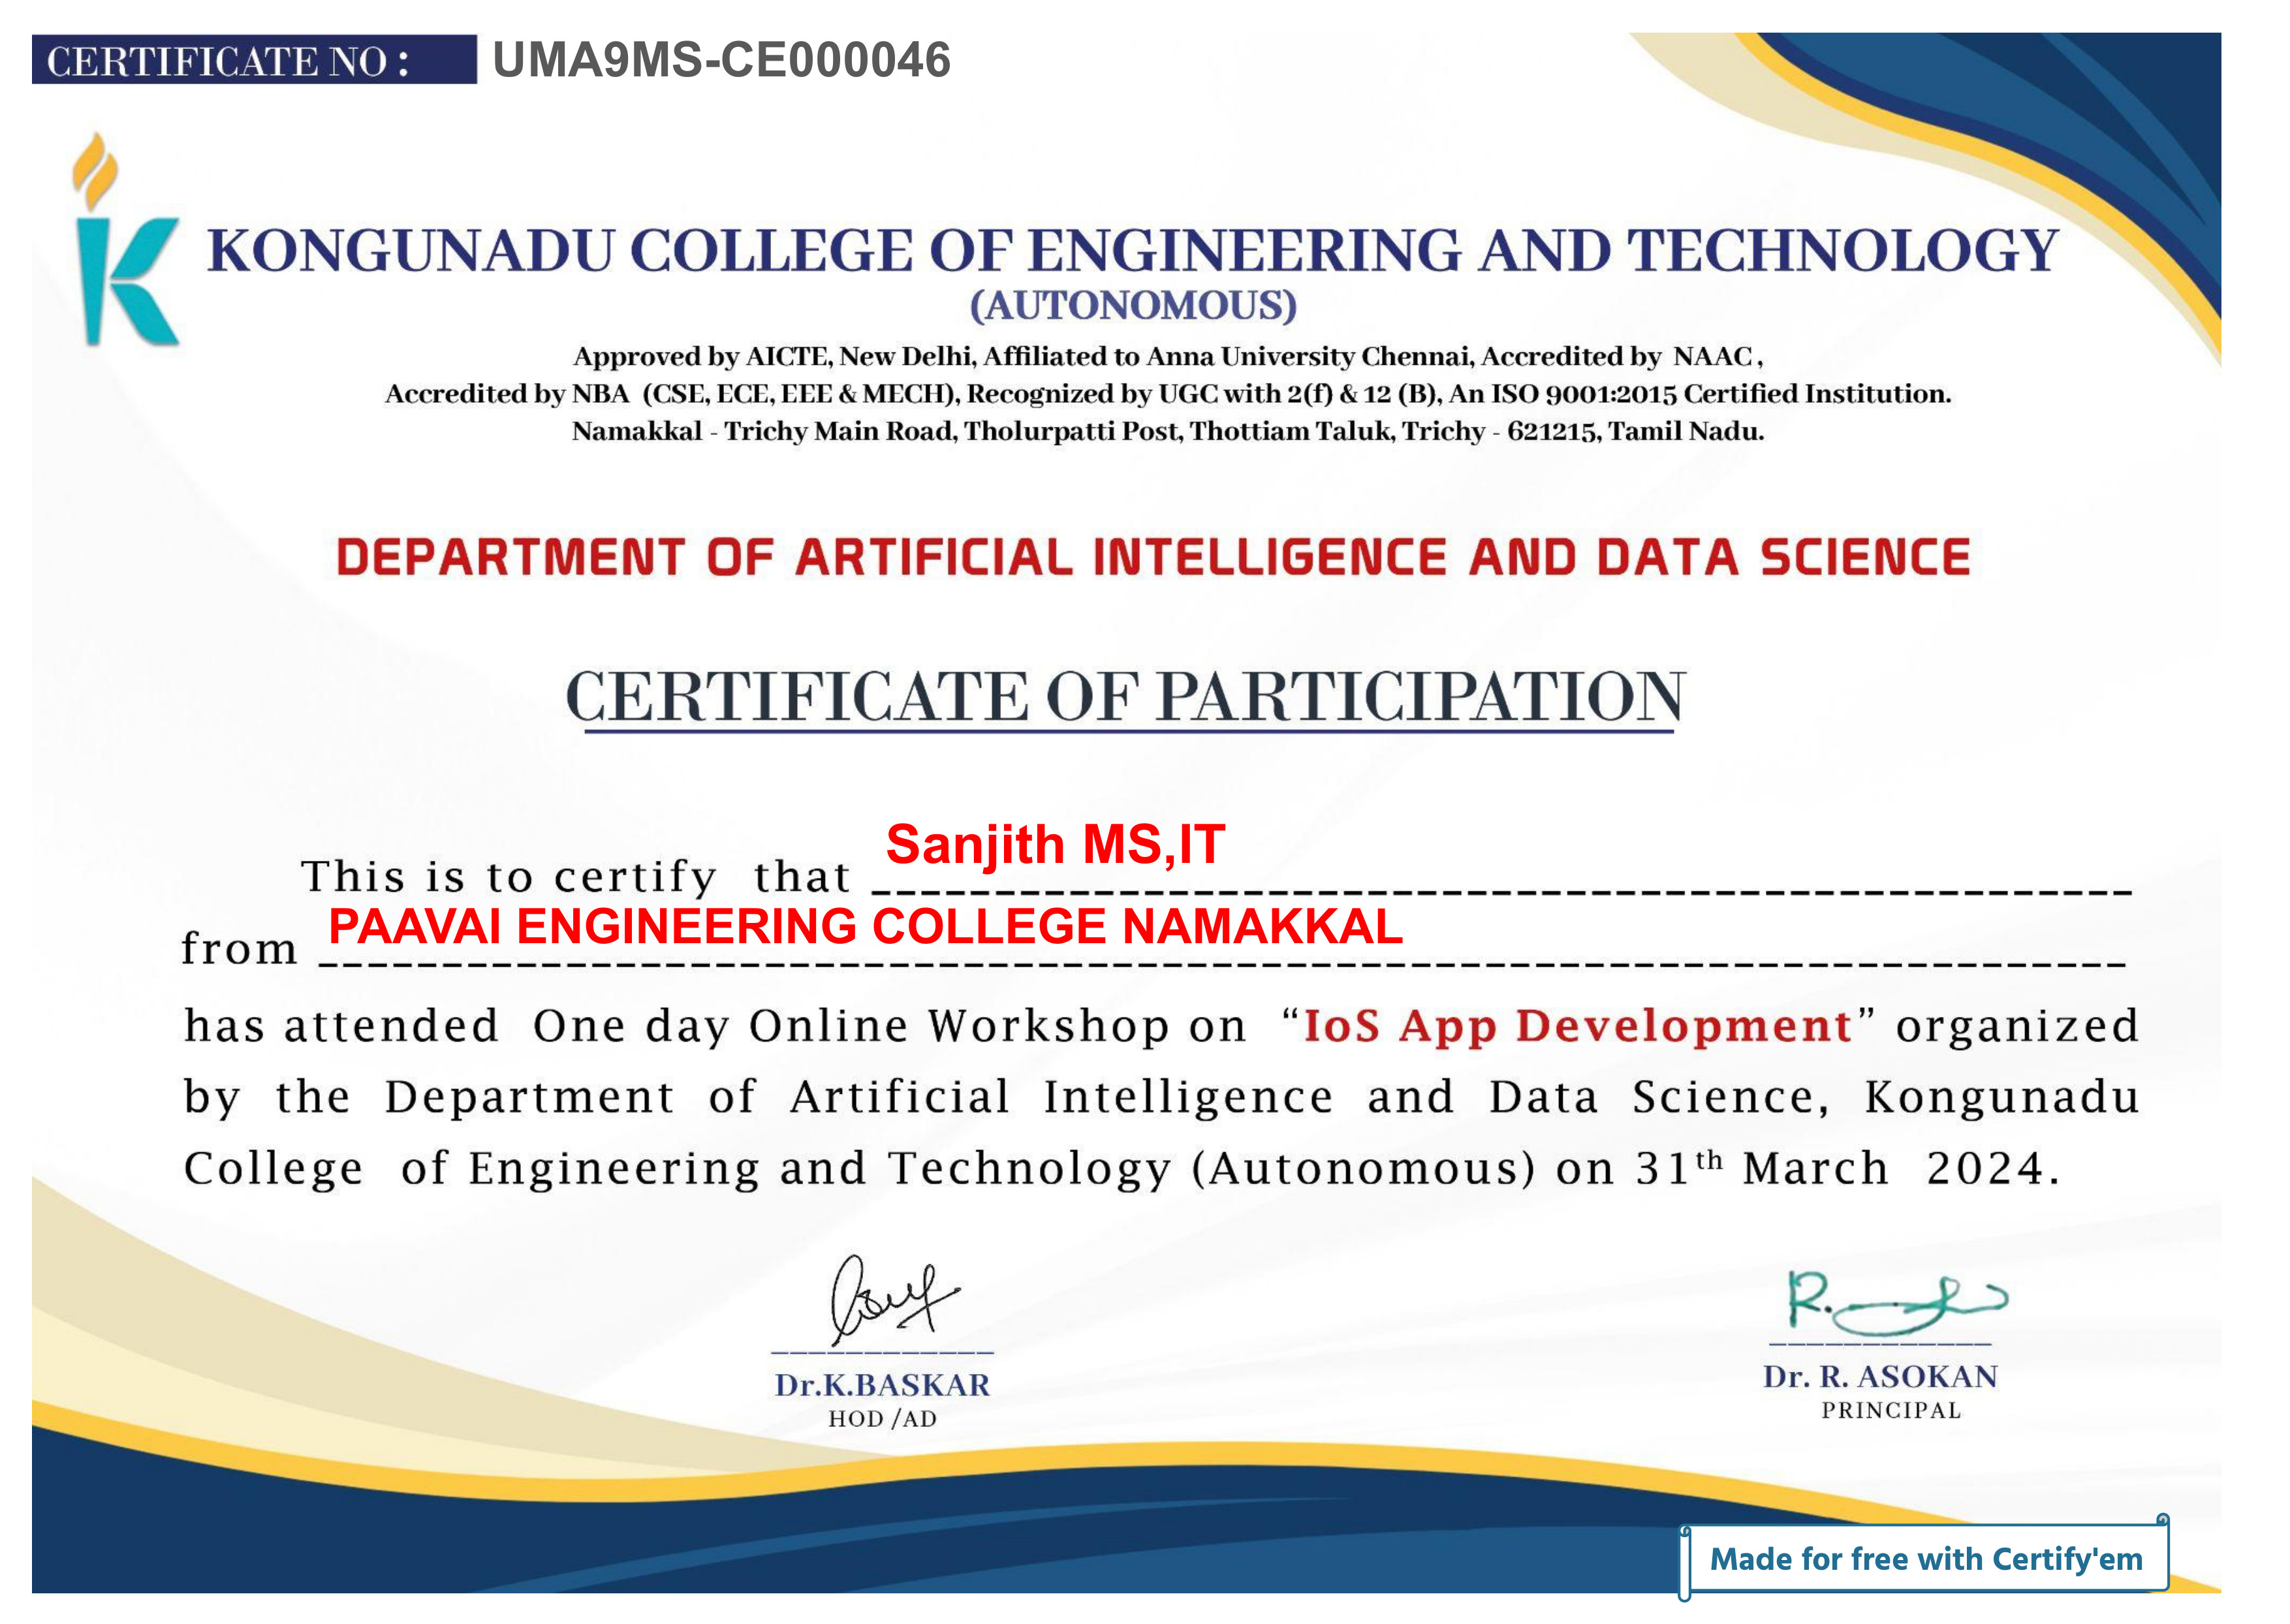 CERTIFICATE NO : UMA9MS-CE000046
KONGUNADU COLLEGE OF ENGINEERING AND TECHNOLOGY
(AUTONOMOUS)
Approved by AICTE, New Delhi, Affiliated to Anna University Chennai, Accredited by NAAC,
Accredited by NBA (CSE, ECE, EEE & MECH), Recognized by UGC with 2(f) & 12 (B), An ISO 9001:2015 Certified Institution.
Namakkal - Trichy Main Road, Tholurpatti Post, Thottiam Taluk, Trichy - 621215, Tamil Nadu.
DEPARTMENT OF ARTIFICIAL INTELLIGENCE AND DATA SCIENCE
CERTIFICATE OF PARTICIPATION
This is to certify that Sanjith MS,IT
from PAAVAI ENGINEERING COLLEGE NAMAKKAL
has attended One day Online Workshop on “IoS App Development” organized
by the Department of Artificial Intelligence and Data Science, Kongunadu
College of Engineering and Technology (Autonomous) on 31th March 2024.
Dr.K.BASKAR
HOD /AD
Dr. R. ASOKAN
PRINCIPAL
Made for free with Certify'em